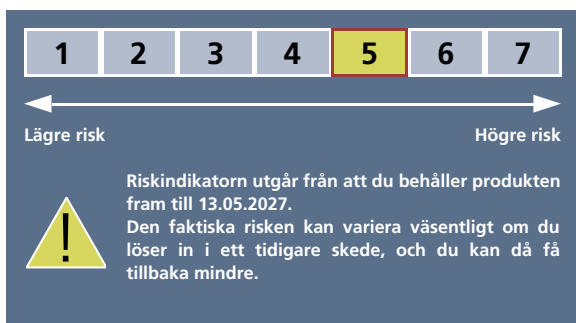 1 2 3 4 5 6 7
Lägre risk Högre risk
Riskindikatorn utgår från att du behåller produkten
fram till 13.05.2027.
Den faktiska risken kan variera väsentligt om du
löser in i ett tidigare skede, och du kan då få
tillbaka mindre.
!